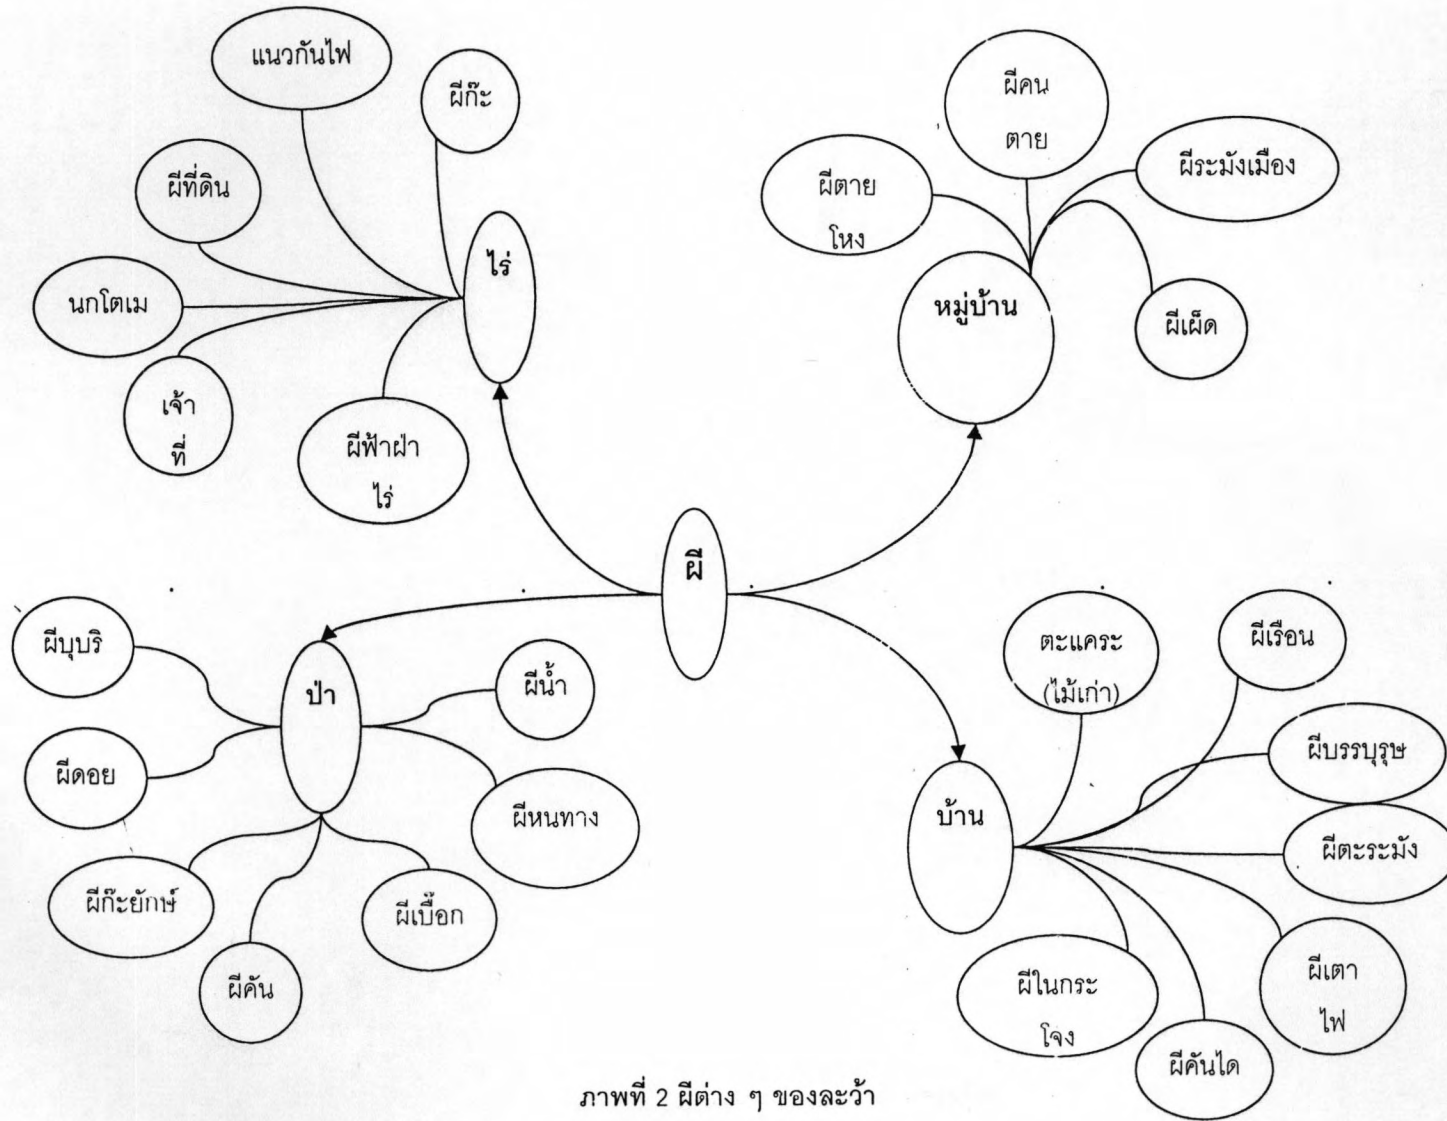 แนวกันไฟ
ผีก๊ะ
ผีที่ดิน
นกโตเม
เจ้า
ที่
ผีฟ้าฝ่า
ไร่
ไร่
ผีคน
ตาย
ผีตาย
โหง
ผีระมังเมือง
ผีเผ็ด
หมู่บ้าน
ผี
ผีบุบริ
ผีดอย
ผีก๊ะยักษ์
ผีคัน
ผีเบื๊อก
ผีหนทาง
ผีน้ำ
ป่า
ตะแคระ
(ไม้เก่า)
ผีเรือน
ผีบรรบุรุษ
ผีตะระมัง
ผีเตา
ไฟ
ผีคันได
ผีในกระ
โจง
บ้าน
ภาพที่ 2 ผีต่าง ๆ ของละว้า